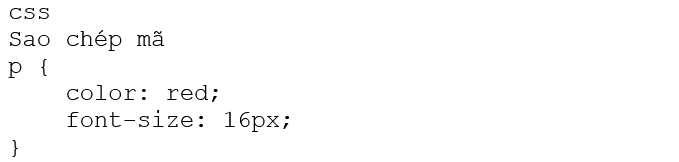 css
Sao chép mã
p {
    color: red;
    font-size: 16px;
}